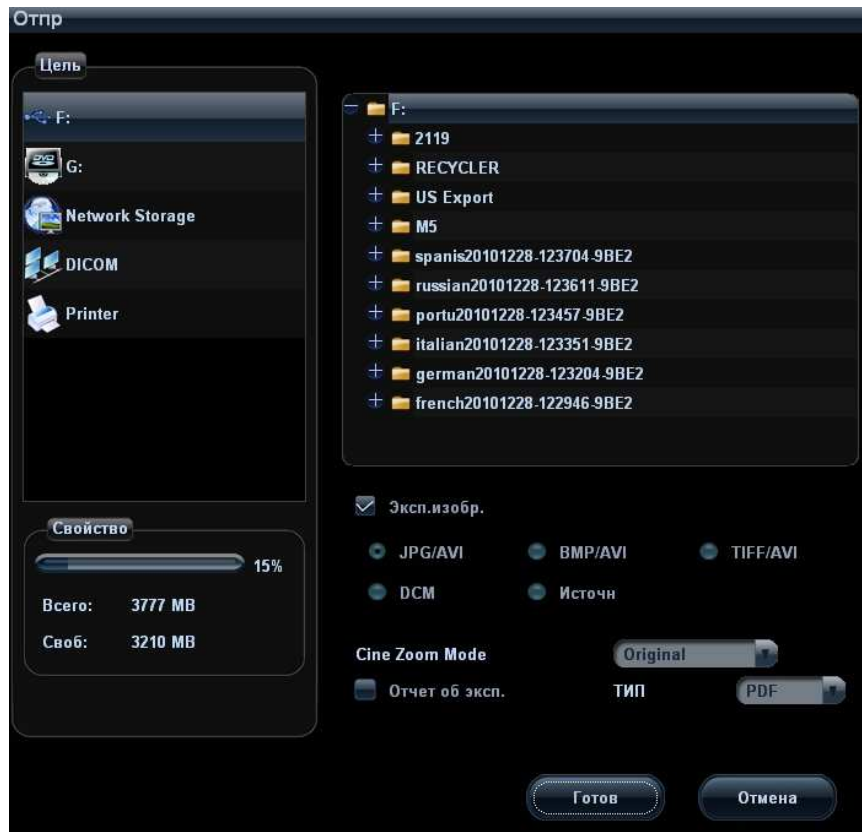 Отпр
Цель
F:
G:
Network Storage
DICOM
Printer
Свойство
15%
Всего: 3777 MB
Своб: 3210 MB
F:
2119
RECYCLER
US Export
M5
spanis20101228-123704-9BE2
russian20101228-123611-9BE2
portu20101228-123457-9BE2
italian20101228-123351-9BE2
german20101228-123204-9BE2
french20101228-122946-9BE2
Эксп.изобр.
JPG/AVI BMP/AVI TIFF/AVI
DCM Источн
Cine Zoom Mode Original
Отчет об эксп. ТИП PDF
Готов Отмена